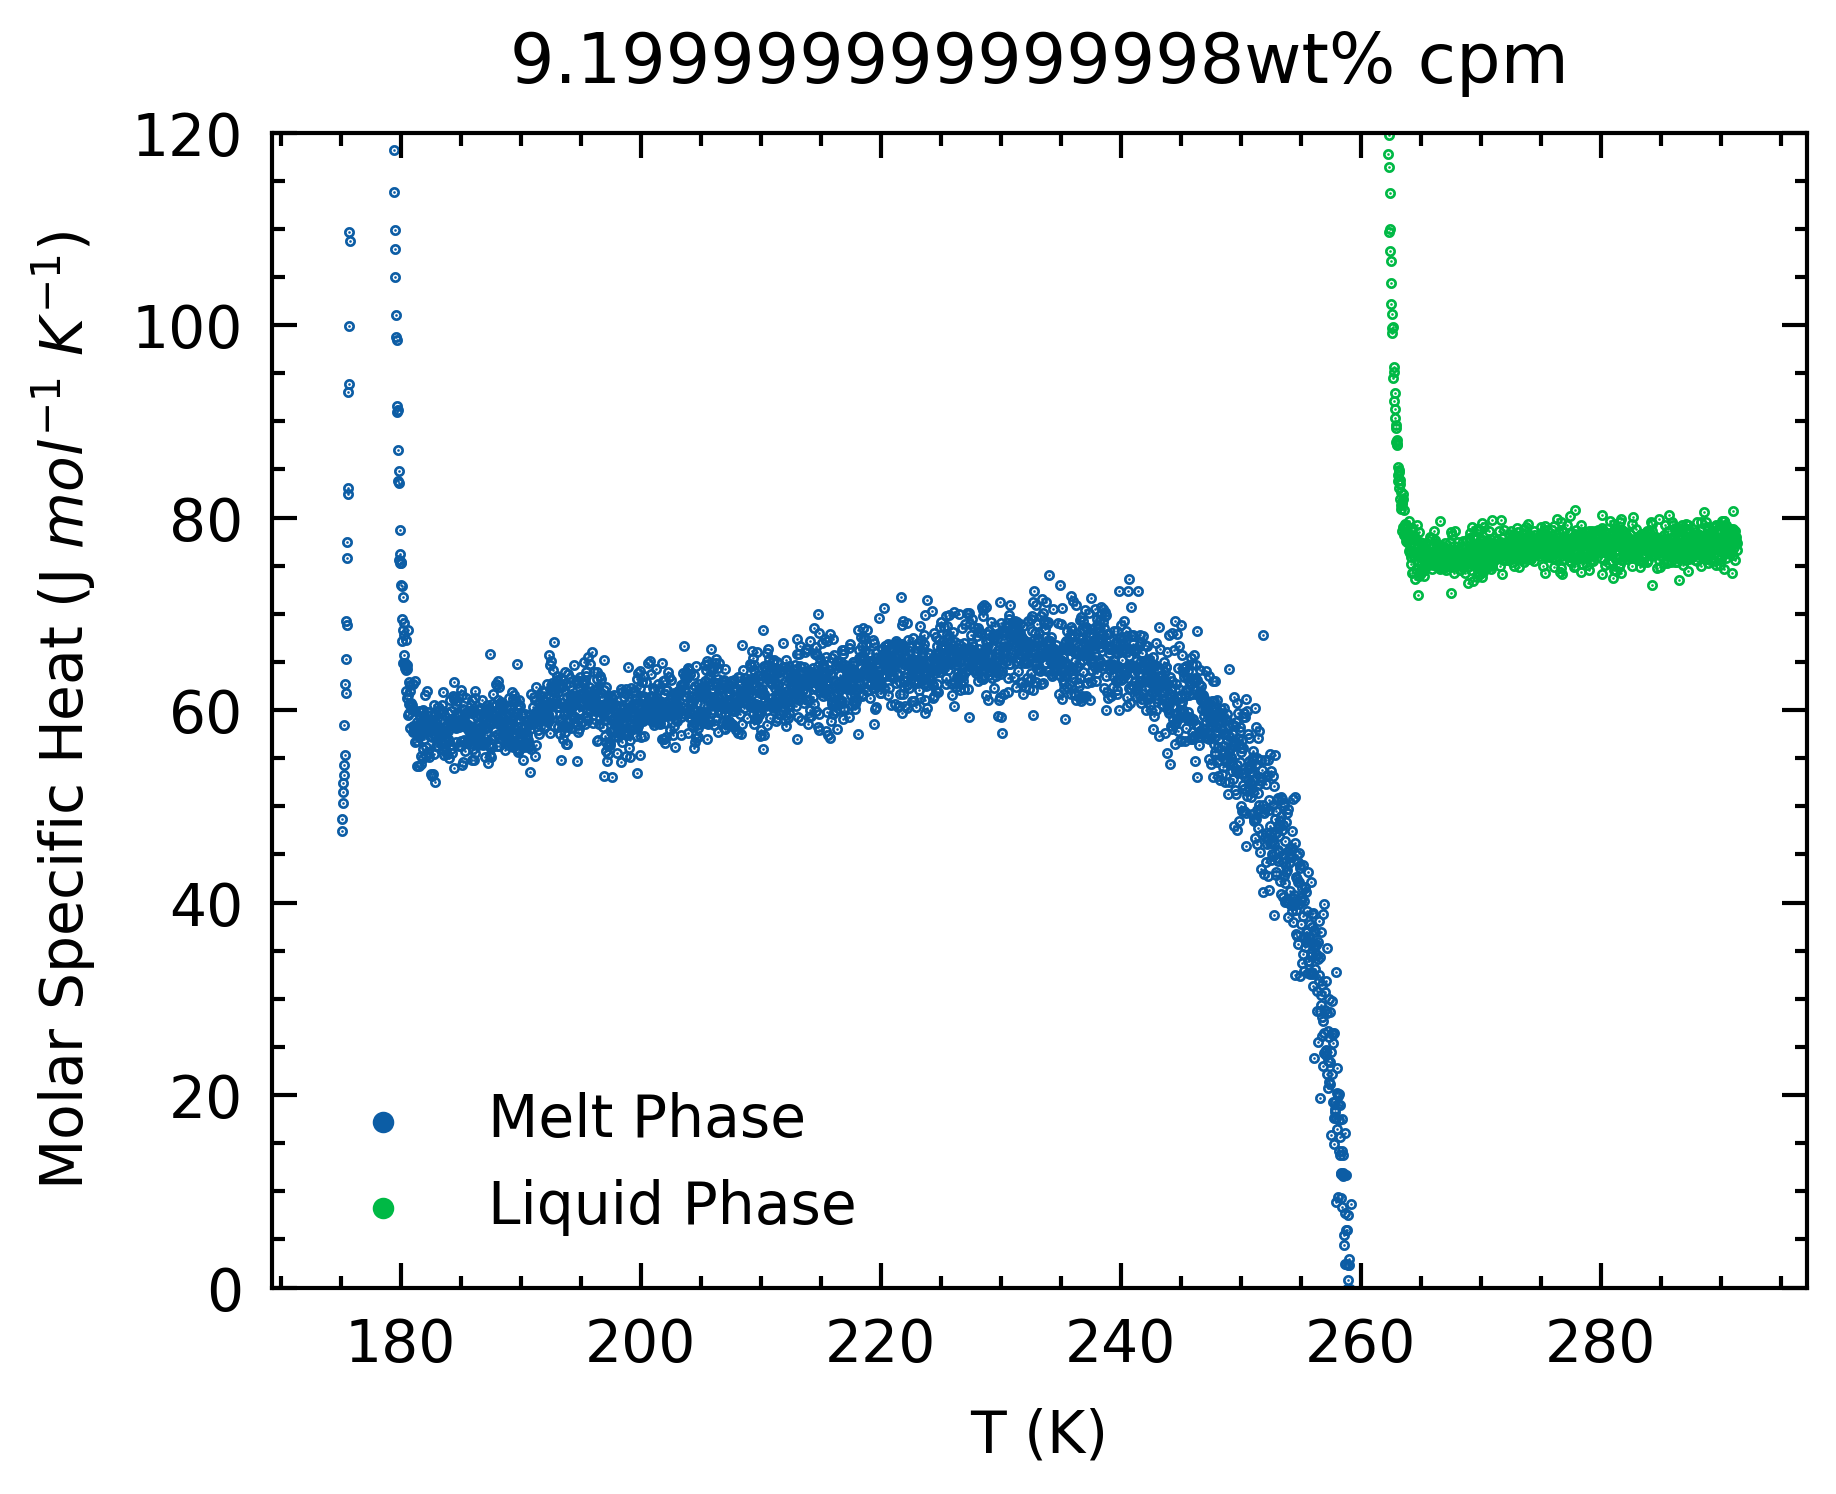 9.199999999999998wt% cpm
120
100
80
60
40
20
0
Molar Specific Heat (J mol⁻¹ K⁻¹)
Melt Phase
Liquid Phase
180 200 220 240 260 280
T (K)